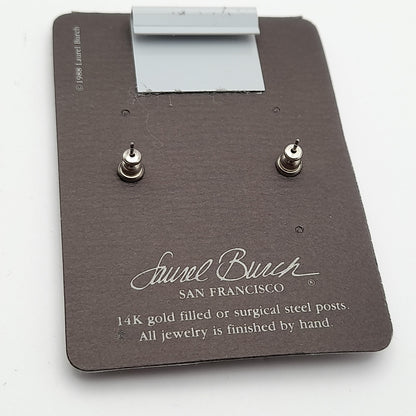 © 1988 Laurel Burch
Laurel Burch
SAN FRANCISCO ®
14K gold filled or surgical steel posts.
All jewelry is finished by hand.